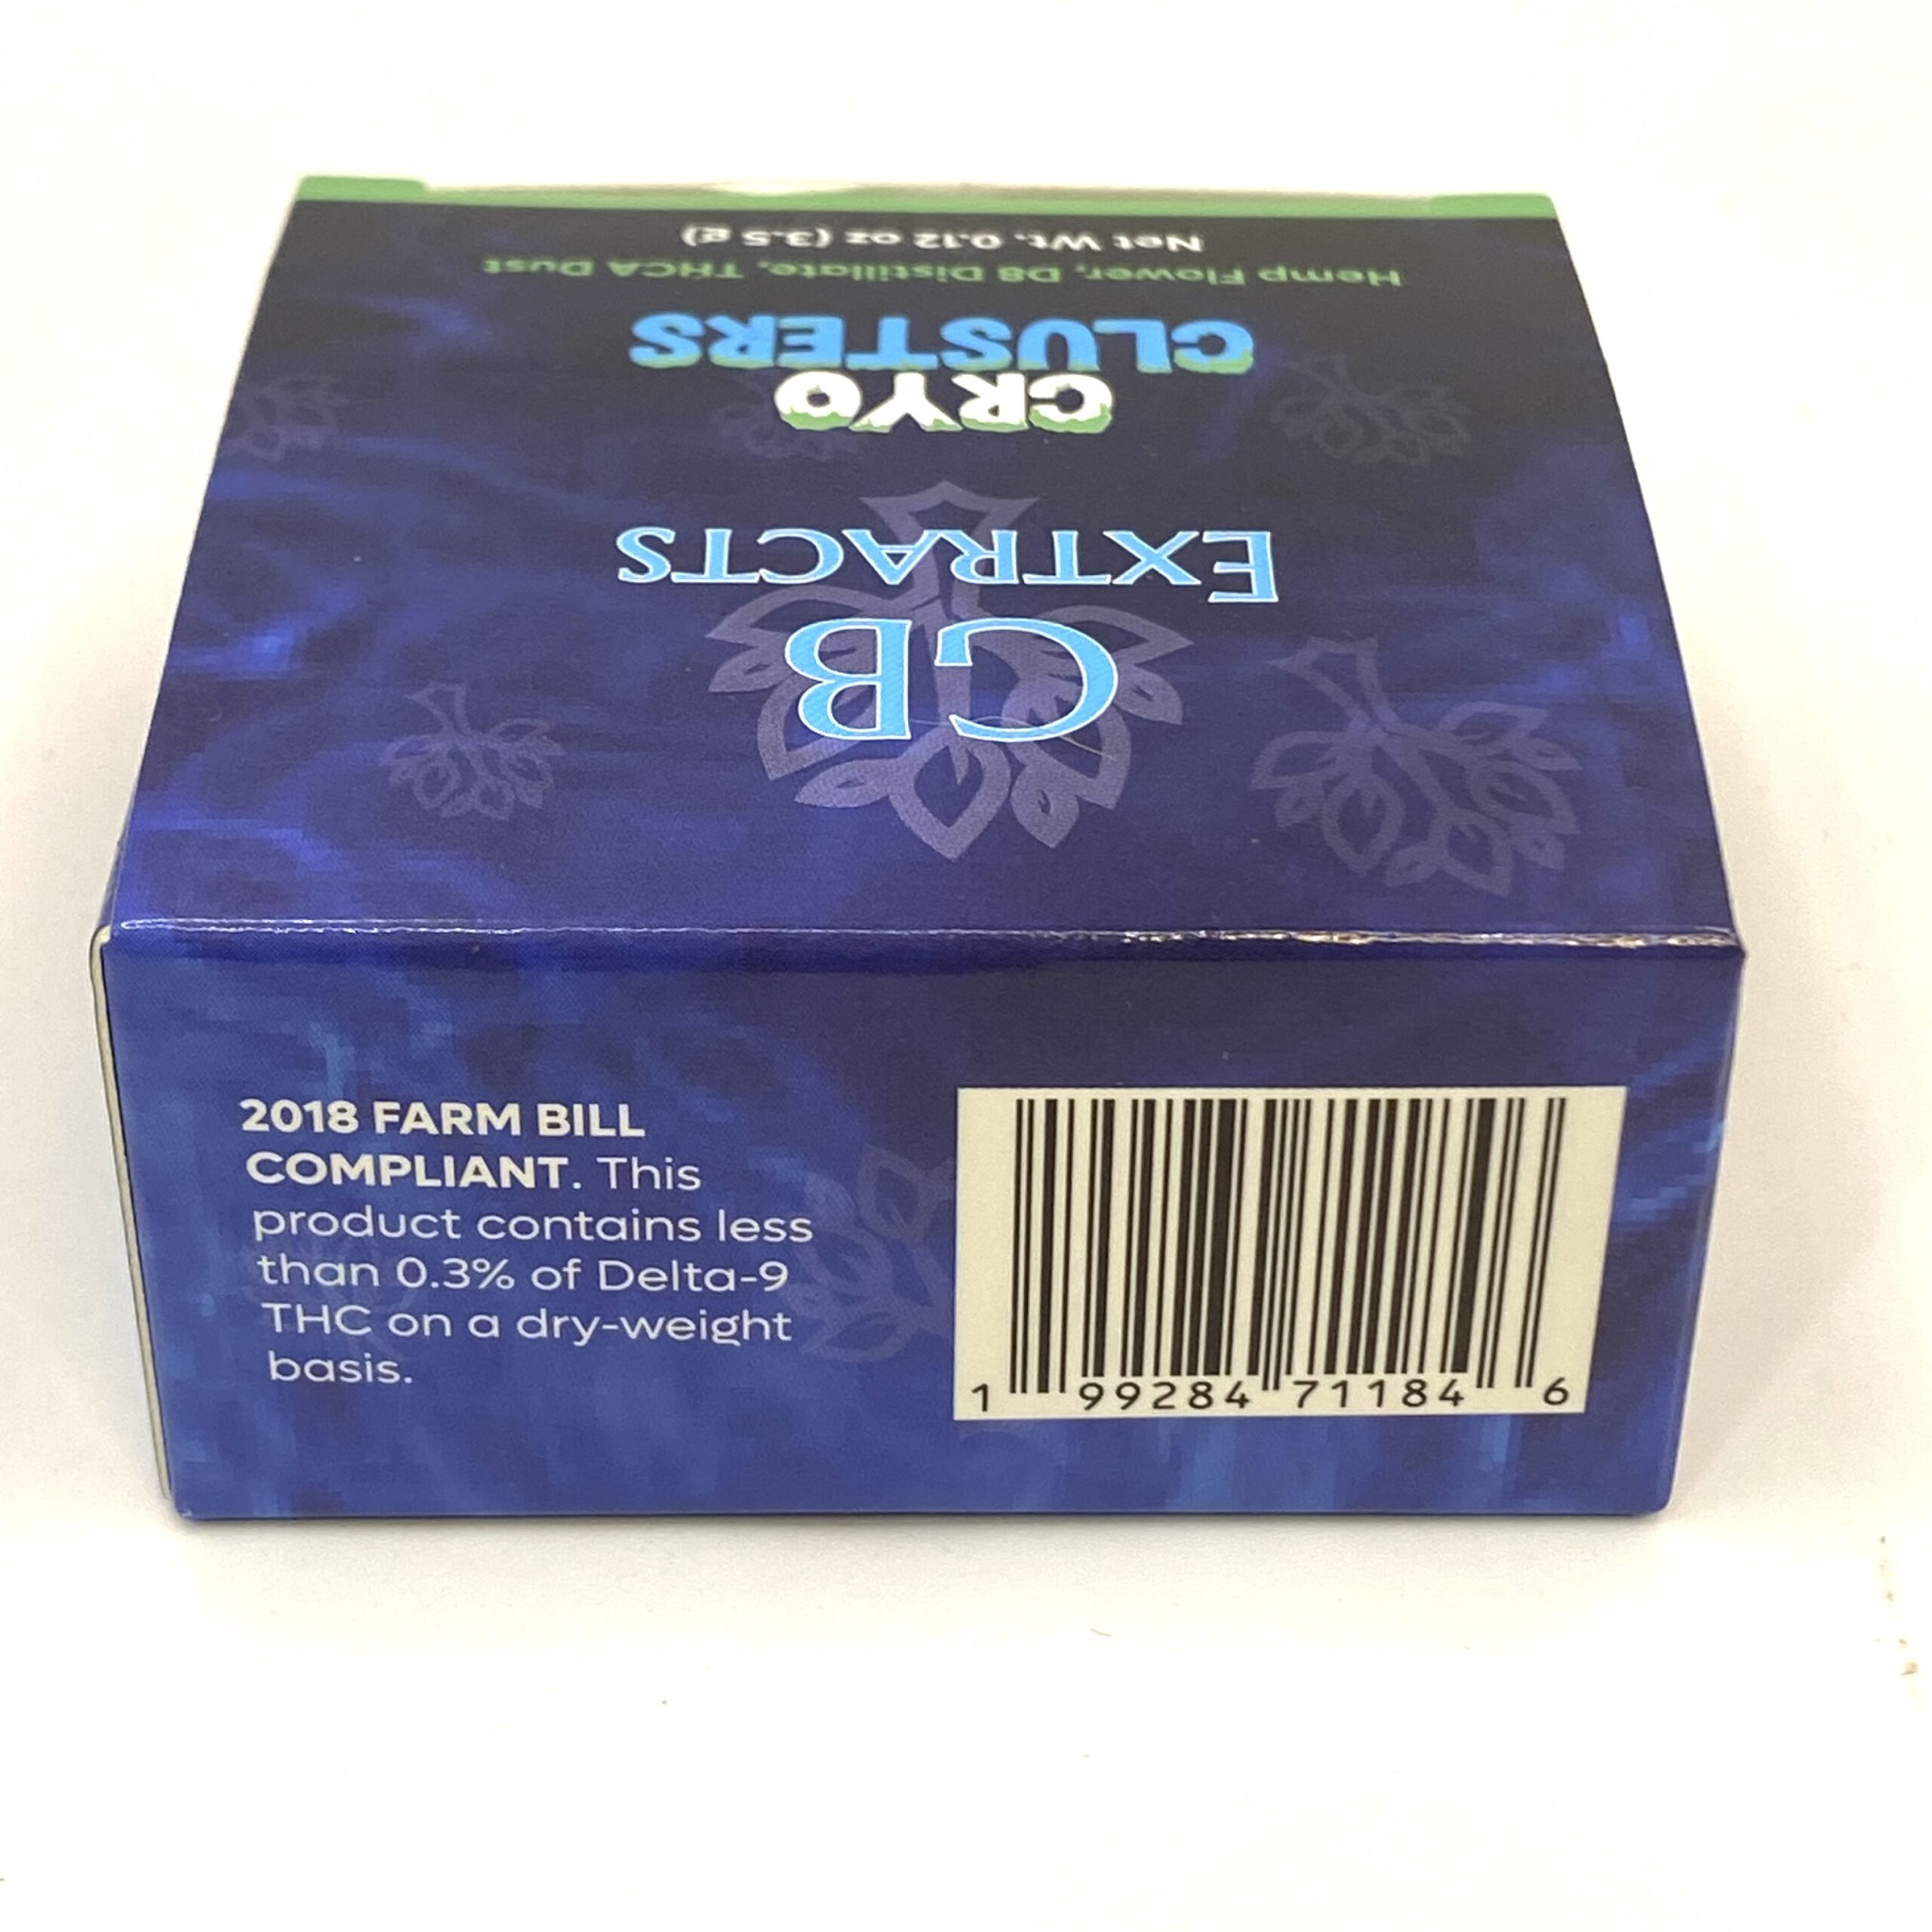 Net Wt. 0.12 oz (3.5 g)
Hemp Flower, D8 Distillate, THCA Dust
CLUSTERS
CRYO
EXTRACTS
CB
2018 FARM BILL
COMPLIANT. This
product contains less
than 0.3% of Delta-9
THC on a dry-weight
basis.
1 99284 71184 6